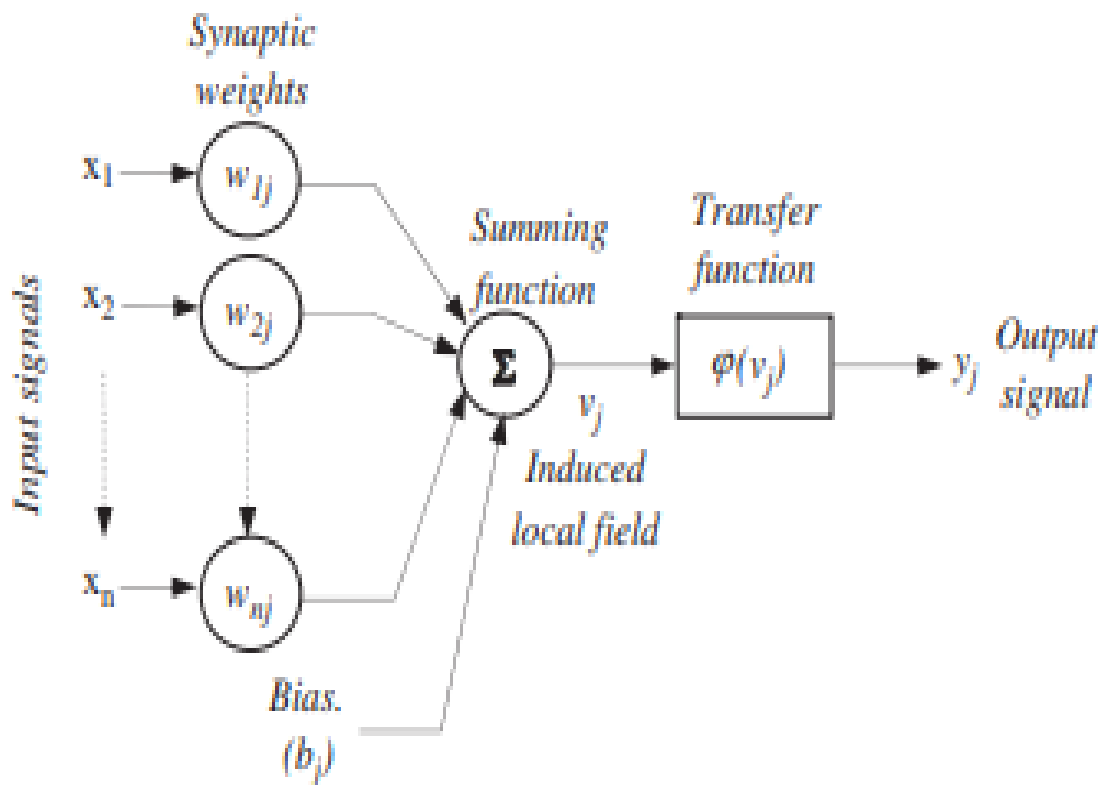 Synaptic
weights
x₁
w₁ⱼ
x₂
w₂ⱼ
Input signals
xₙ
wₙⱼ
Bias.
(bⱼ)
Summing
function
Σ
vⱼ
Induced
local field
Transfer
function
φ(vⱼ)
yⱼ
Output
signal